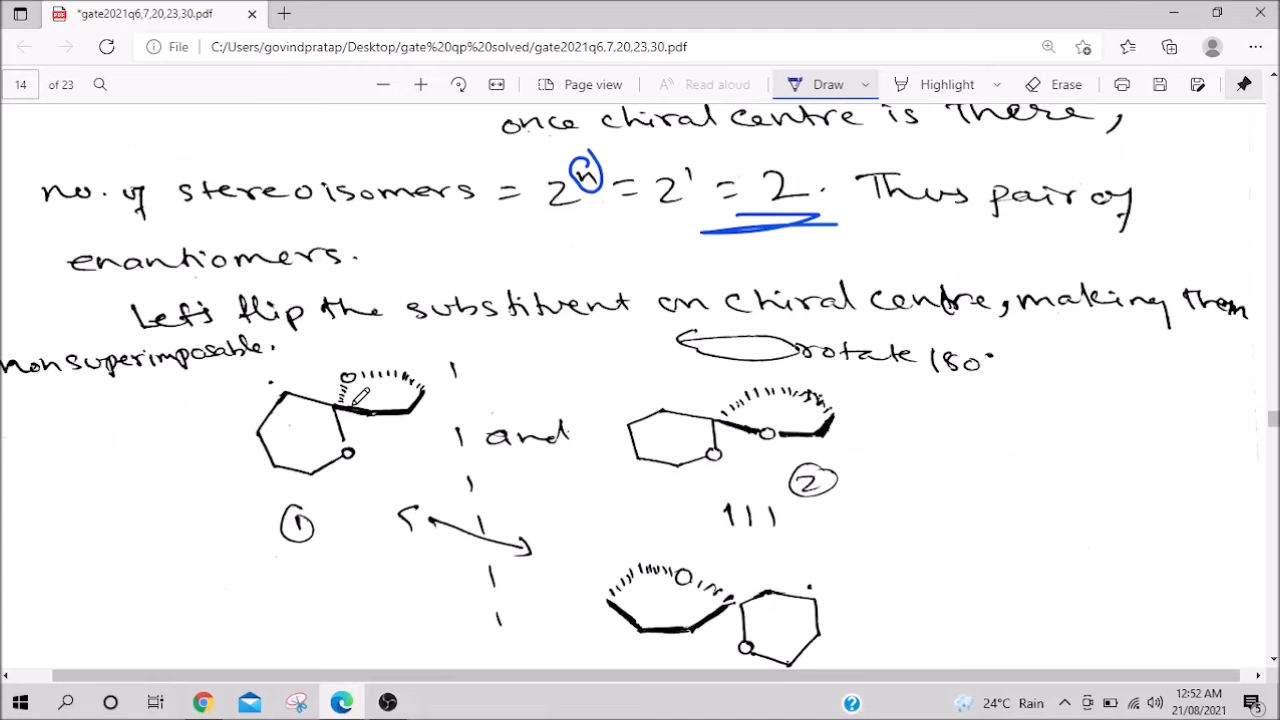 *gate2021q6,7,20,23,30.pdf
File C:/Users/govindpratap/Desktop/gate%20qp%20solved/gate2021q6,7,20,23,30.pdf
14 of 23 Page view Read aloud Draw Highlight Erase
once chiral centre is there,
no. of stereoisomers = 2^n = 2^1 = 2. Thus pair of
enantiomers.
Let's flip the substituent on chiral centre, making them
nonsuperimposable.
rotate 180°
O
O
and
O
O
1
2
O
O
24°C Rain
12:52 AM
21/08/2021
5